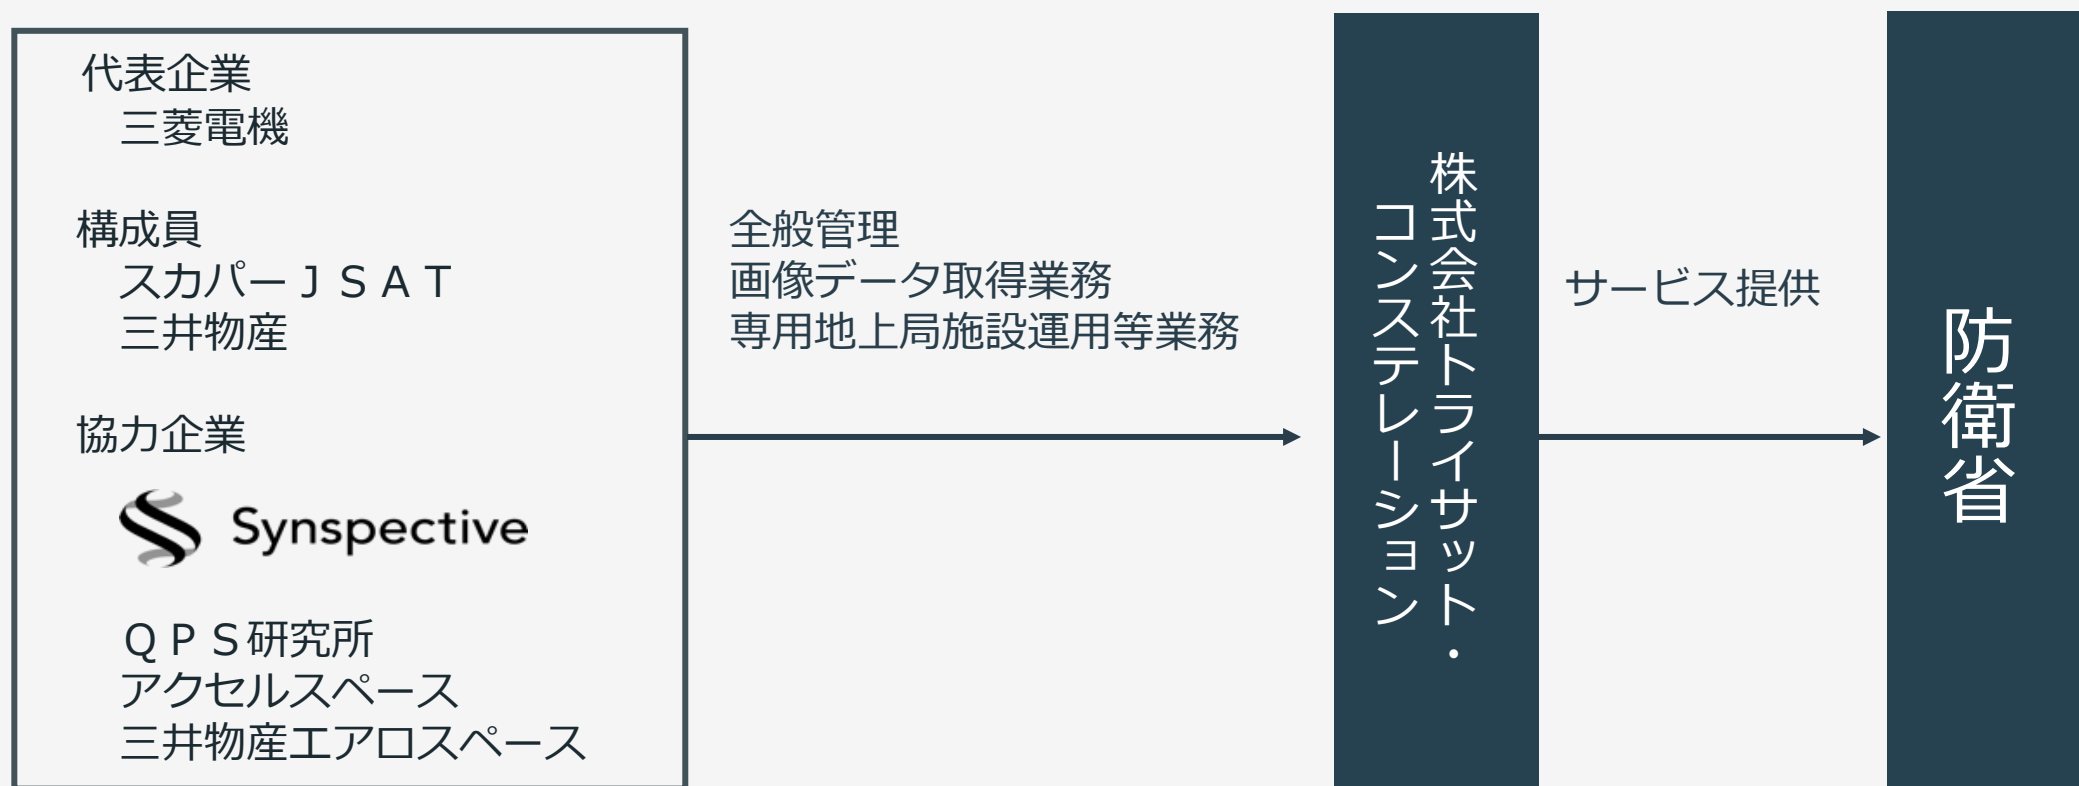 代表企業
三菱電機
構成員
スカパーＪＳＡＴ
三井物産
協力企業
Synspective
ＱＰＳ研究所
アクセルスペース
三井物産エアロスペース
全般管理
画像データ取得業務
専用地上局施設運用等業務
株式会社トライサット・
コンステレーション
サービス提供
防衛省